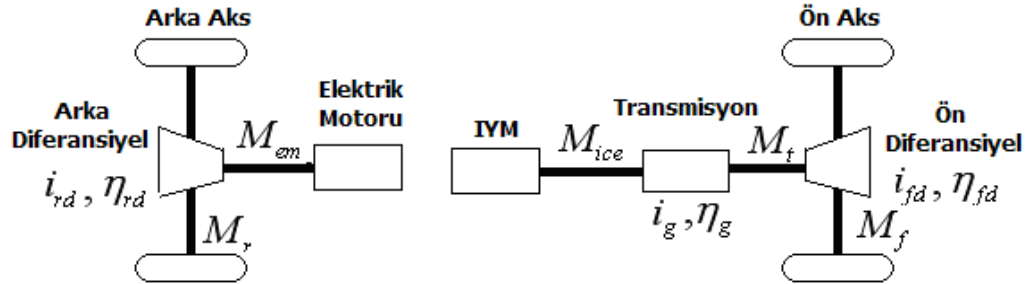 Arka Aks
Arka
Diferansiyel
i_rd , η_rd
M_em
M_r
Elektrik
Motoru
IYM
M_ice
Transmisyon
i_g , η_g
M_t
Ön Aks
Ön
Diferansiyel
i_fd , η_fd
M_f